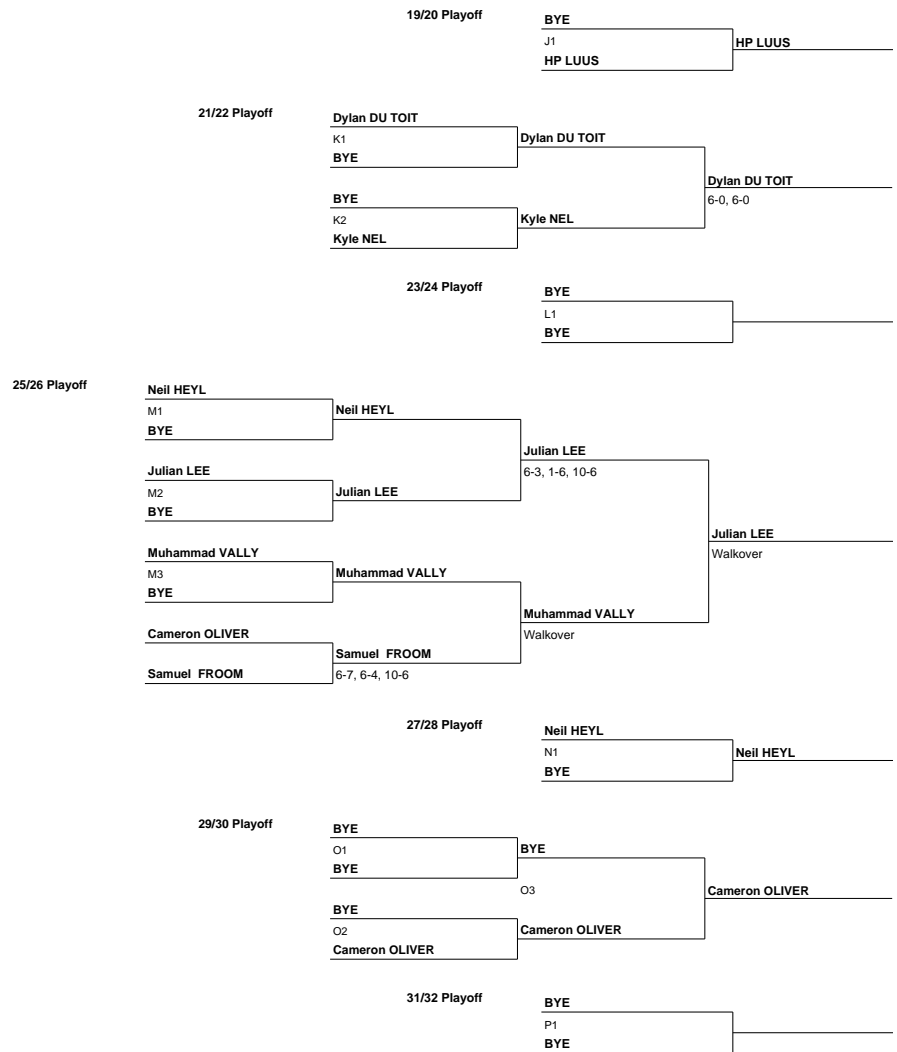 19/20 Playoff
BYE
J1
HP LUUS
HP LUUS
21/22 Playoff
Dylan DU TOIT
K1
Dylan DU TOIT
BYE
Dylan DU TOIT
BYE
6-0, 6-0
K2
Kyle NEL
Kyle NEL
23/24 Playoff
BYE
L1
BYE
25/26 Playoff
Neil HEYL
M1
Neil HEYL
BYE
Julian LEE
Julian LEE
6-3, 1-6, 10-6
M2
Julian LEE
BYE
Julian LEE
Muhammad VALLY
Walkover
M3
Muhammad VALLY
BYE
Muhammad VALLY
Cameron OLIVER
Walkover
Samuel FROOM
Samuel FROOM
6-7, 6-4, 10-6
27/28 Playoff
Neil HEYL
N1
Neil HEYL
BYE
29/30 Playoff
BYE
O1
BYE
BYE
O3
Cameron OLIVER
BYE
O2
Cameron OLIVER
Cameron OLIVER
31/32 Playoff
BYE
P1
BYE